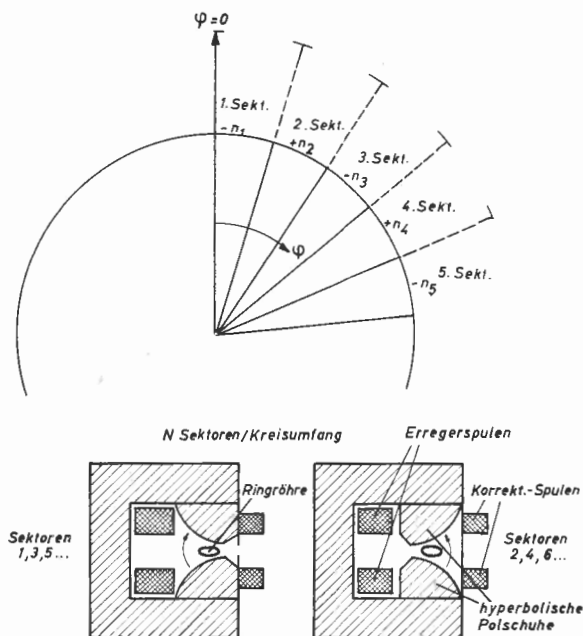 φ=0
1. Sekt.
-n1
2. Sekt.
+n2
3. Sekt.
-n3
4. Sekt.
+n4
φ
5. Sekt.
-n5
N Sektoren/Kreisumfang
Erregerspulen
Ringröhre
Korrekt.-Spulen
Sektoren
1,3,5...
Sektoren
2,4,6...
hyperbolische
Polschuhe